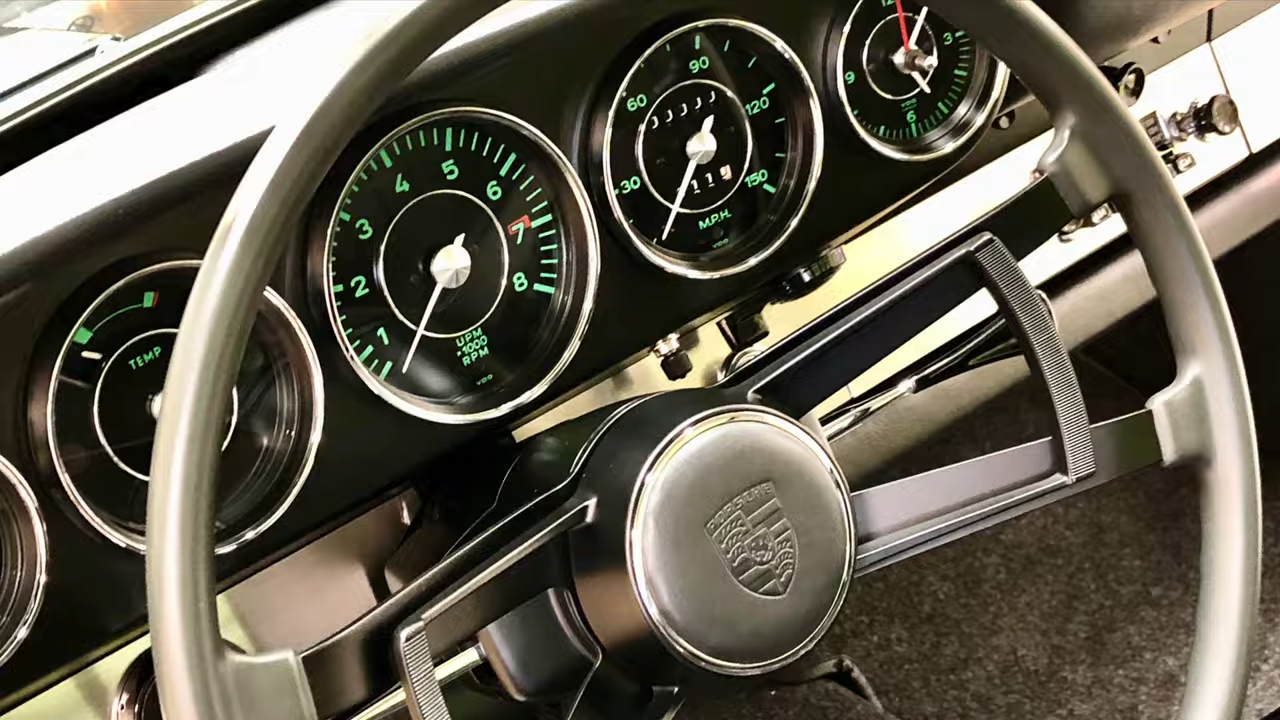 TEMP
1
2
3
4
5
6
7
8
UPM
•1000
RPM
VDO
30
60
90
120
150
M.P.H.
VDO
12
3
6
9
VDO
PORSCHE